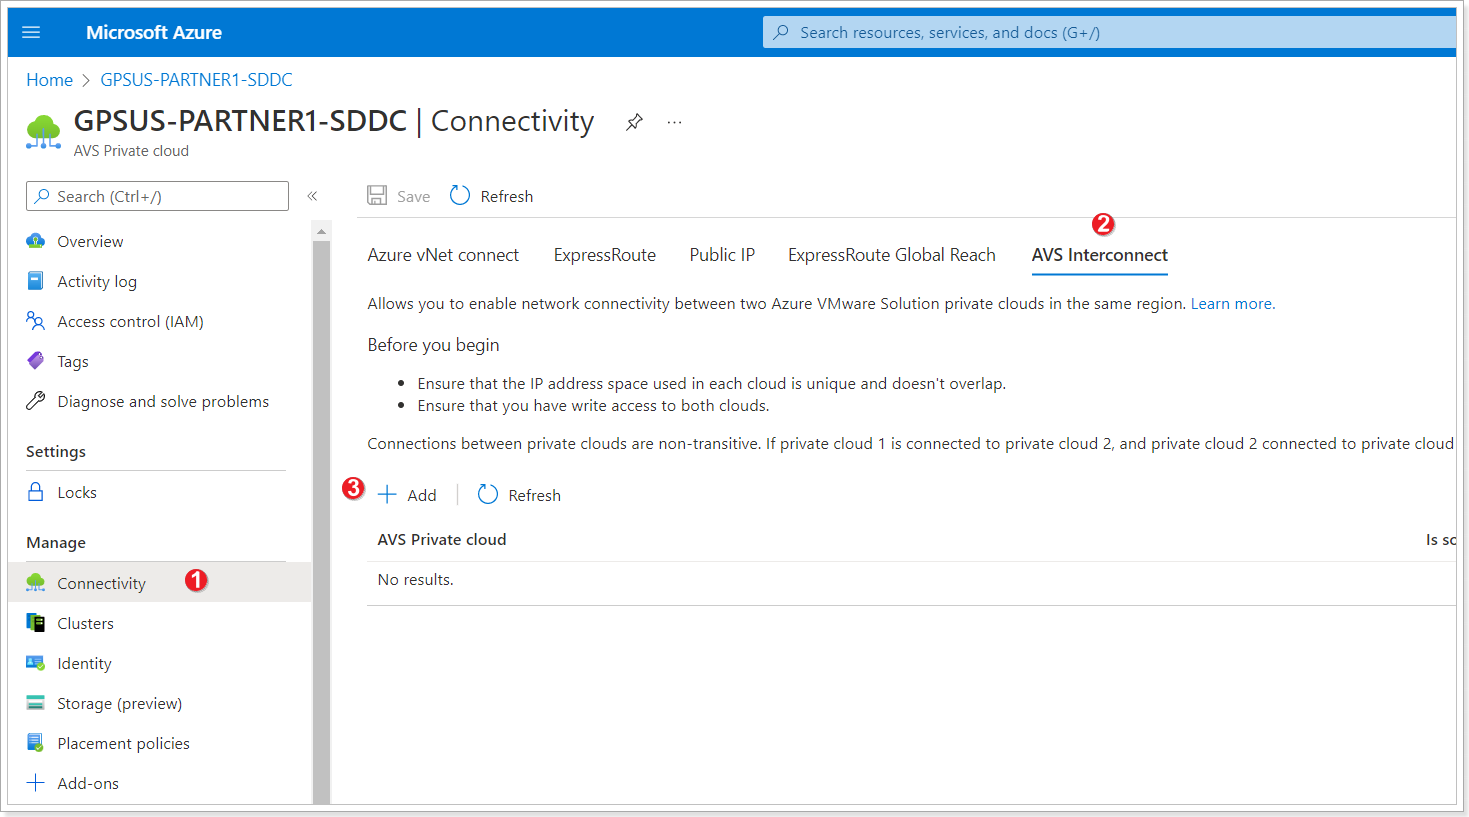 Microsoft Azure
Search resources, services, and docs (G+/)
Home > GPSUS-PARTNER1-SDDC
GPSUS-PARTNER1-SDDC | Connectivity
AVS Private cloud
Search (Ctrl+/)
Overview
Activity log
Access control (IAM)
Tags
Diagnose and solve problems
Settings
Locks
Manage
Connectivity 1
Clusters
Identity
Storage (preview)
Placement policies
Add-ons
Save Refresh
2
Azure vNet connect ExpressRoute Public IP ExpressRoute Global Reach AVS Interconnect
Allows you to enable network connectivity between two Azure VMware Solution private clouds in the same region. Learn more.
Before you begin
• Ensure that the IP address space used in each cloud is unique and doesn't overlap.
• Ensure that you have write access to both clouds.
Connections between private clouds are non-transitive. If private cloud 1 is connected to private cloud 2, and private cloud 2 connected to private cloud
3 Add Refresh
AVS Private cloud Is
No results.